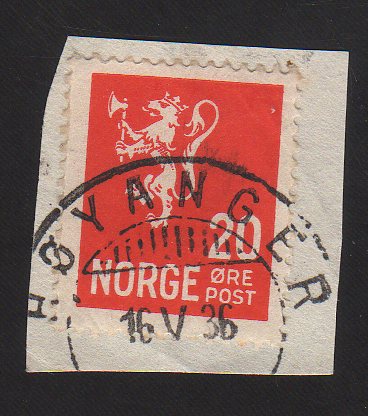 HØYANGER
20
NORGE ØRE
POST
16 V 36